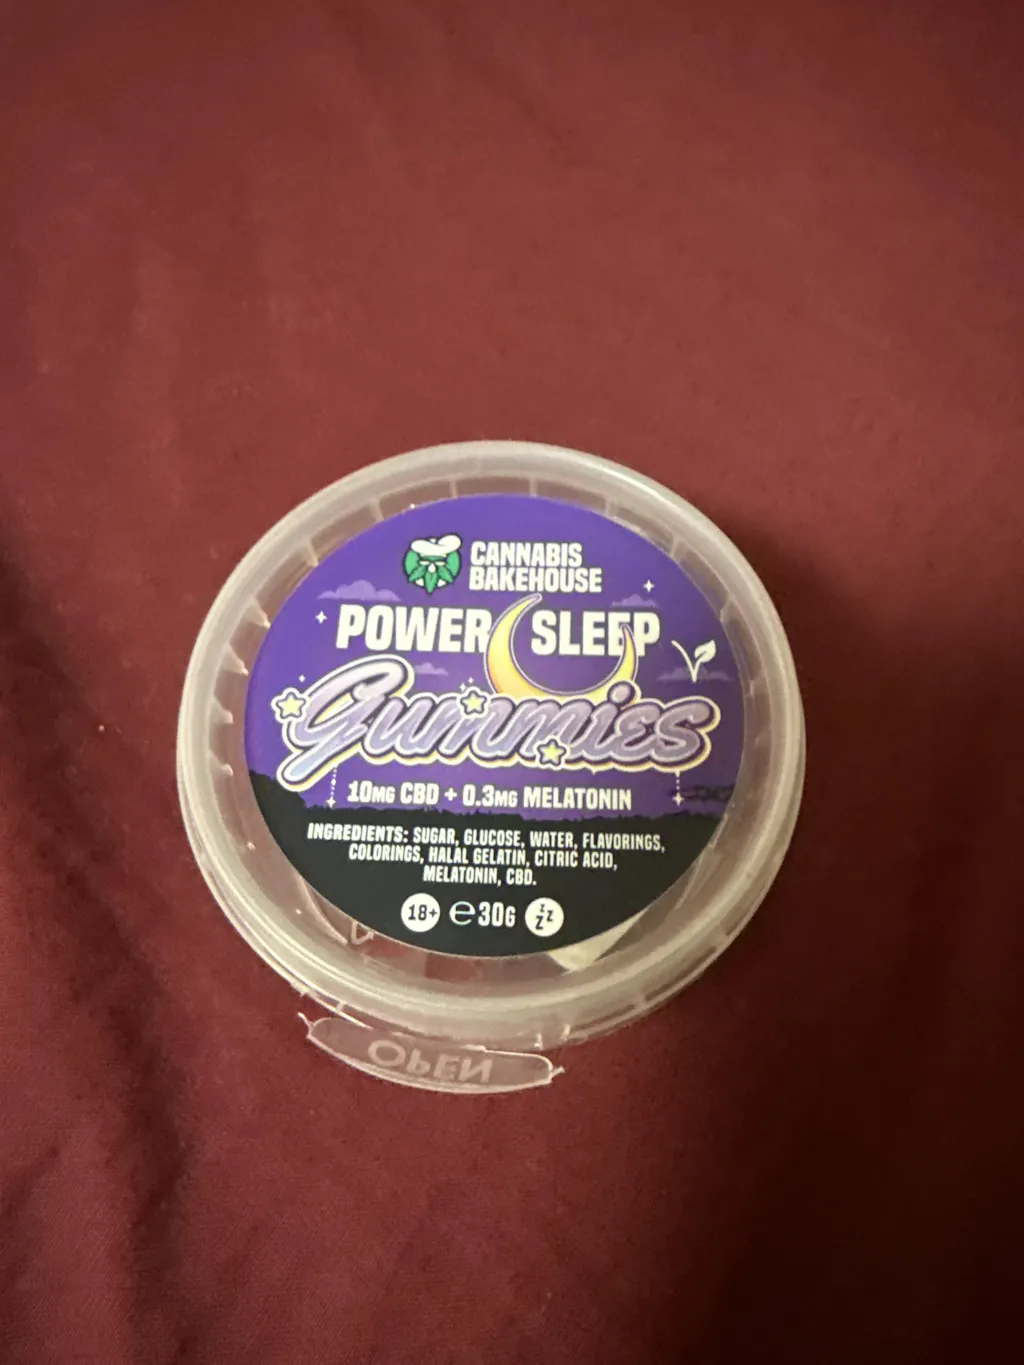 CANNABIS
BAKEHOUSE
POWER SLEEP
Gummies
10MG CBD + 0.3MG MELATONIN
INGREDIENTS: SUGAR, GLUCOSE, WATER, FLAVORINGS,
COLORINGS, HALAL GELATIN, CITRIC ACID,
MELATONIN, CBD.
18+ ℮30G ZZZ
OPEN